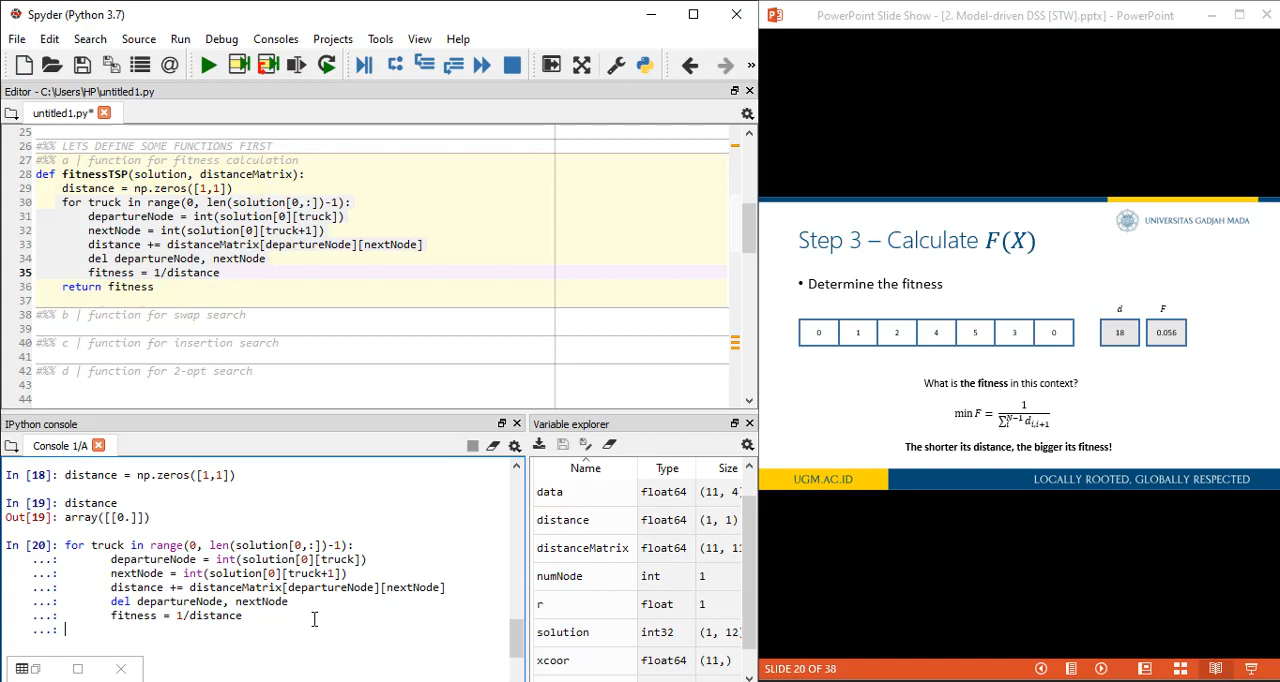 Spyder (Python 3.7)
File Edit Search Source Run Debug Consoles Projects Tools View Help
Editor - C:\Users\HP\untitled1.py
untitled1.py*
25
26 #%% LETS DEFINE SOME FUNCTIONS FIRST
27 #%% a | function for fitness calculation
28 def fitnessTSP(solution, distanceMatrix):
29 distance = np.zeros([1,1])
30 for truck in range(0, len(solution[0,:])-1):
31 departureNode = int(solution[0][truck])
32 nextNode = int(solution[0][truck+1])
33 distance += distanceMatrix[departureNode][nextNode]
34 del departureNode, nextNode
35 fitness = 1/distance
36 return fitness
37
38 #%% b | function for swap search
39
40 #%% c | function for insertion search
41
42 #%% d | function for 2-opt search
43
44
IPython console
Console 1/A
In [18]: distance = np.zeros([1,1])
In [19]: distance
Out[19]: array([[0.]])
In [20]: for truck in range(0, len(solution[0,:])-1):
...: departureNode = int(solution[0][truck])
...: nextNode = int(solution[0][truck+1])
...: distance += distanceMatrix[departureNode][nextNode]
...: del departureNode, nextNode
...: fitness = 1/distance
...:
Variable explorer
Name Type Size
data float64 (11, 4)
distance float64 (1, 1)
distanceMatrix float64 (11, 11
numNode int 1
r float 1
solution int32 (1, 12)
xcoor float64 (11,)
PowerPoint Slide Show - [2. Model-driven DSS [STW].pptx] - PowerPoint
UNIVERSITAS GADJAH MADA
Step 3 – Calculate F(X)
• Determine the fitness
d F
0 1 2 4 5 3 0 18 0.056
What is the fitness in this context?
min F = 1 / ∑ᵢᴺ⁻¹ dᵢ,ᵢ₊₁
The shorter its distance, the bigger its fitness!
UGM.AC.ID LOCALLY ROOTED, GLOBALLY RESPECTED
SLIDE 20 OF 38